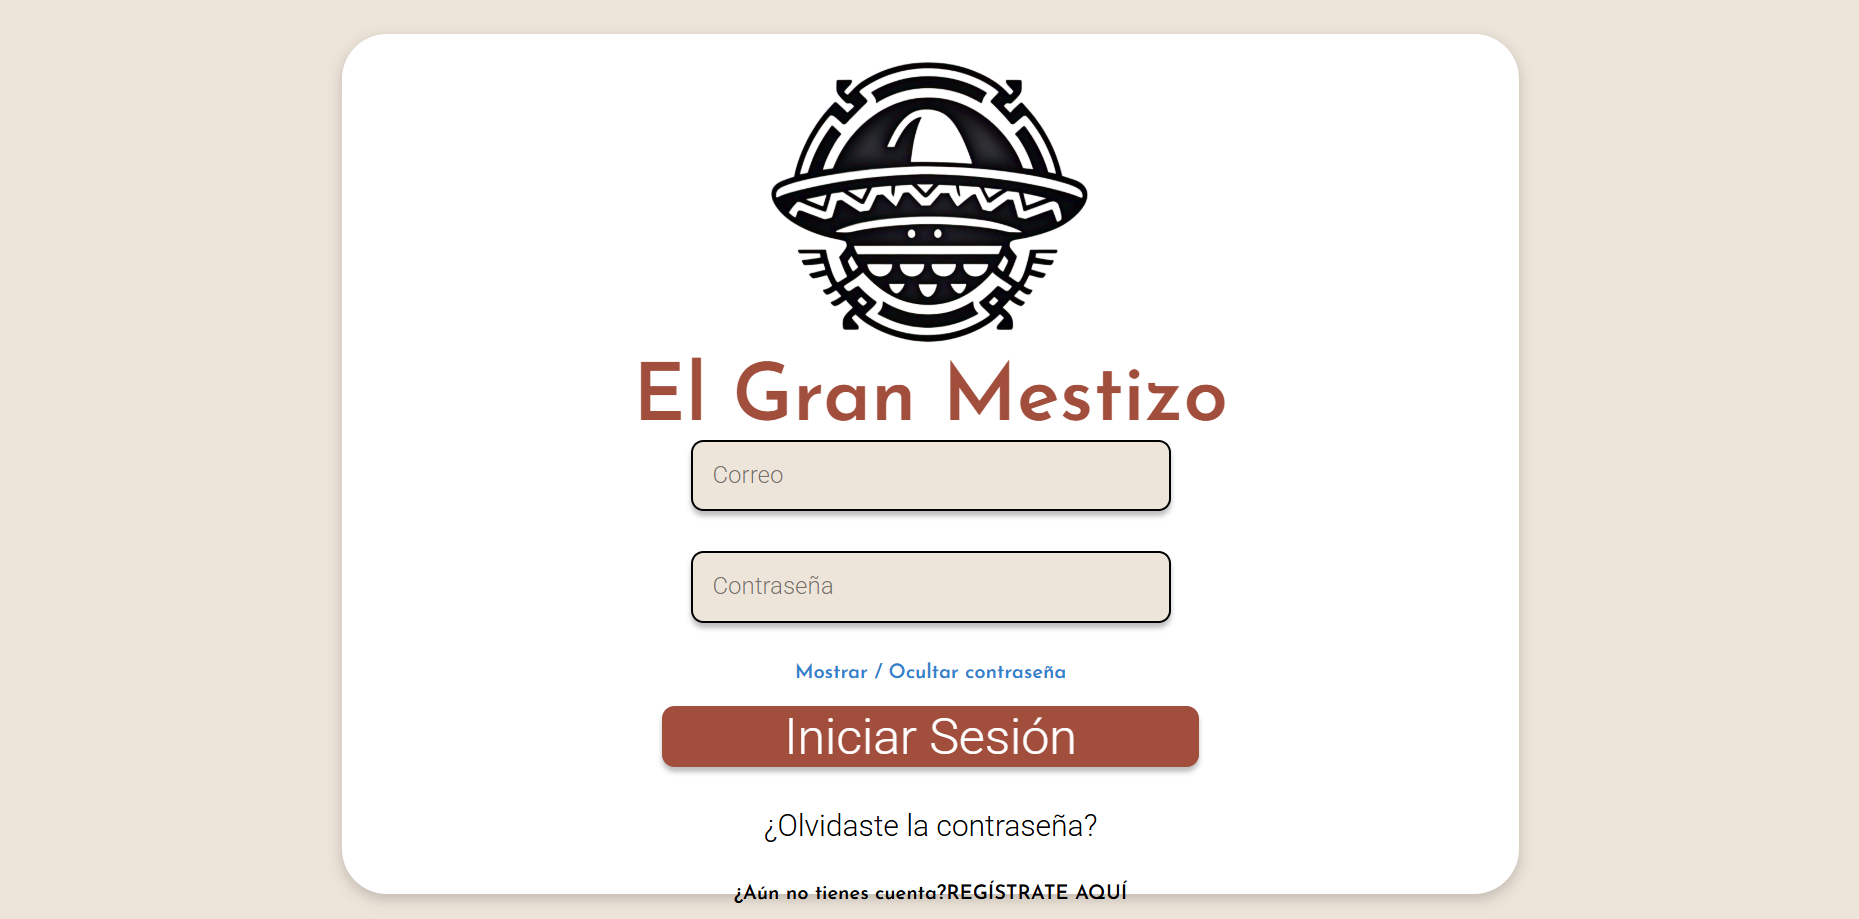 El Gran Mestizo
Correo
Contraseña
Mostrar / Ocultar contraseña
Iniciar Sesión
¿Olvidaste la contraseña?
¿Aún no tienes cuenta?REGÍSTRATE AQUÍ